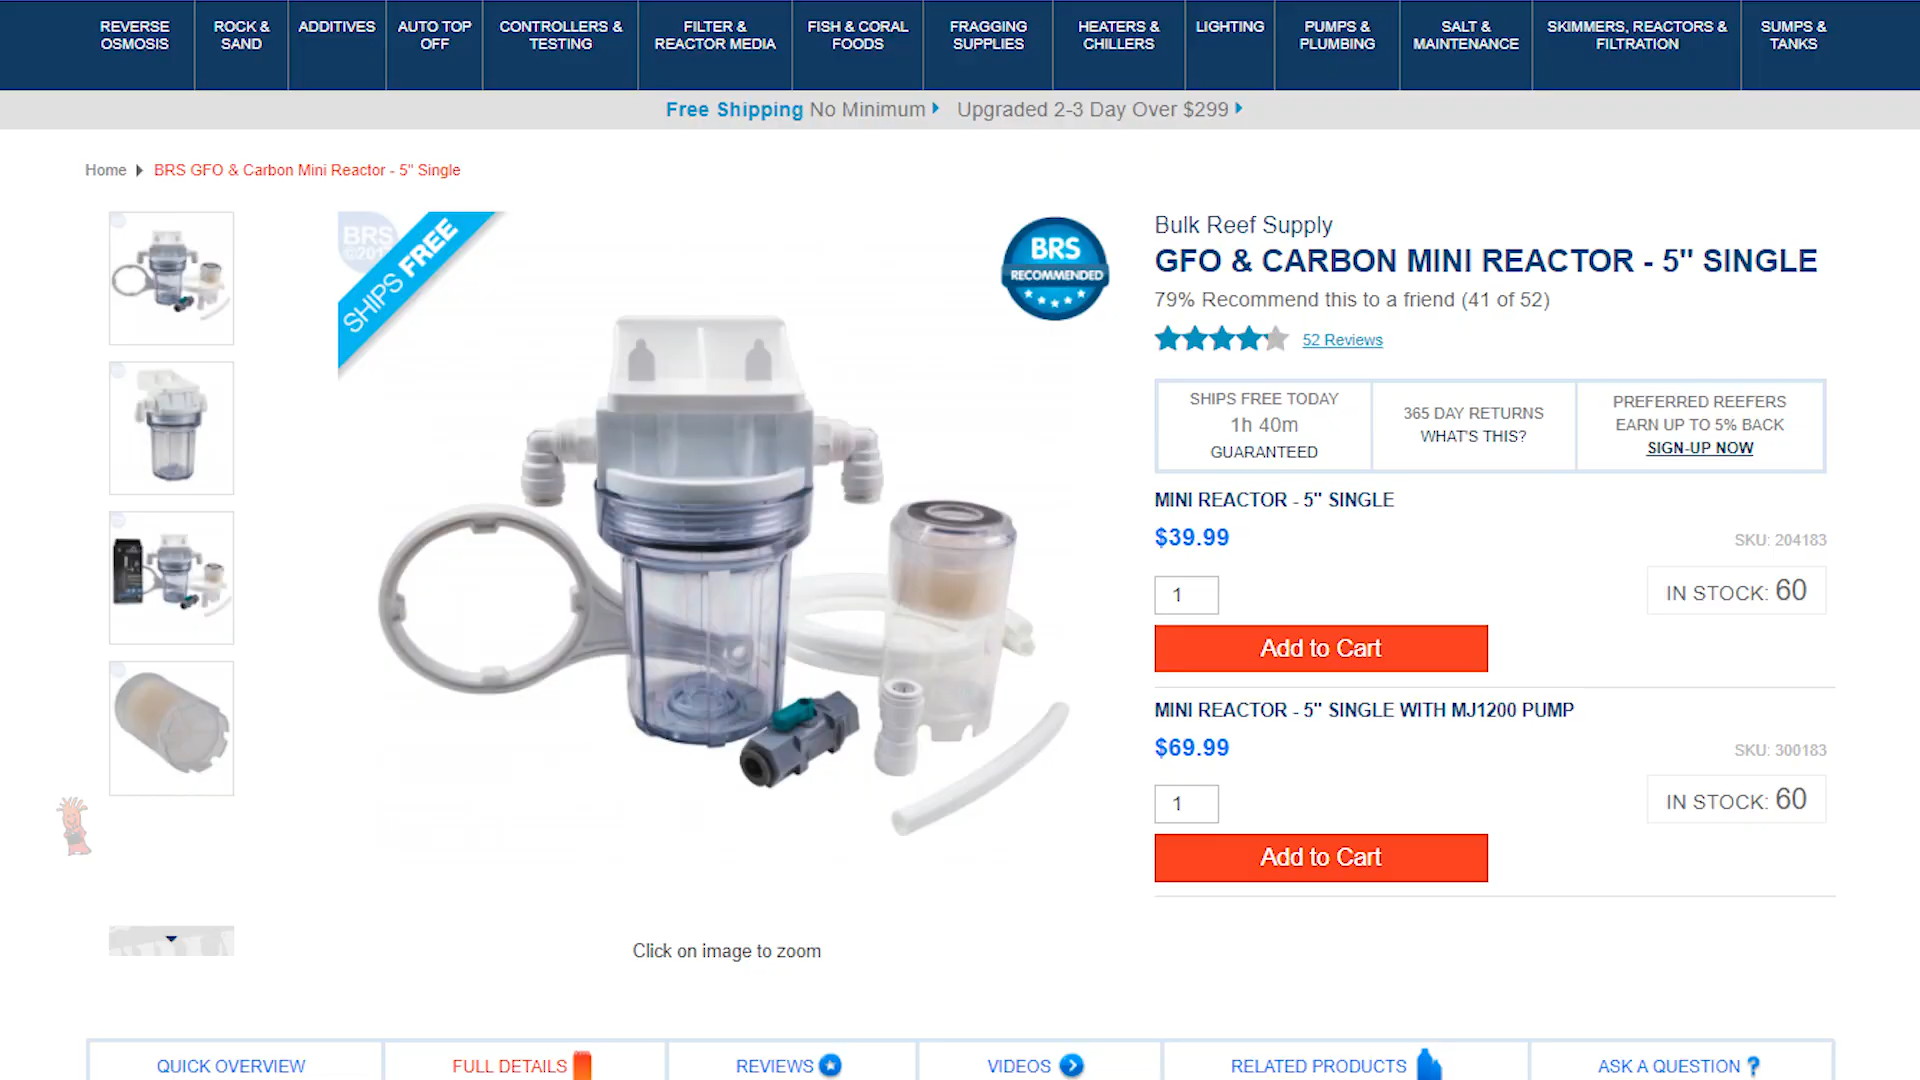 REVERSE OSMOSIS
ROCK & SAND
ADDITIVES
AUTO TOP OFF
CONTROLLERS & TESTING
FILTER & REACTOR MEDIA
FISH & CORAL FOODS
FRAGGING SUPPLIES
HEATERS & CHILLERS
LIGHTING
PUMPS & PLUMBING
SALT & MAINTENANCE
SKIMMERS, REACTORS & FILTRATION
SUMPS & TANKS
Free Shipping No Minimum Upgraded 2-3 Day Over $299
Home BRS GFO & Carbon Mini Reactor - 5" Single
BRS
SHIPS FREE
BRS
RECOMMENDED
Bulk Reef Supply
GFO & CARBON MINI REACTOR - 5" SINGLE
79% Recommend this to a friend (41 of 52)
52 Reviews
SHIPS FREE TODAY
1h 40m
GUARANTEED
365 DAY RETURNS
WHAT'S THIS?
PREFERRED REEFERS
EARN UP TO 5% BACK
SIGN-UP NOW
MINI REACTOR - 5" SINGLE
$39.99
SKU: 204183
1
IN STOCK: 60
Add to Cart
MINI REACTOR - 5" SINGLE WITH MJ1200 PUMP
$69.99
SKU: 300183
1
IN STOCK: 60
Add to Cart
Click on image to zoom
QUICK OVERVIEW
FULL DETAILS
REVIEWS
VIDEOS
RELATED PRODUCTS
ASK A QUESTION ?